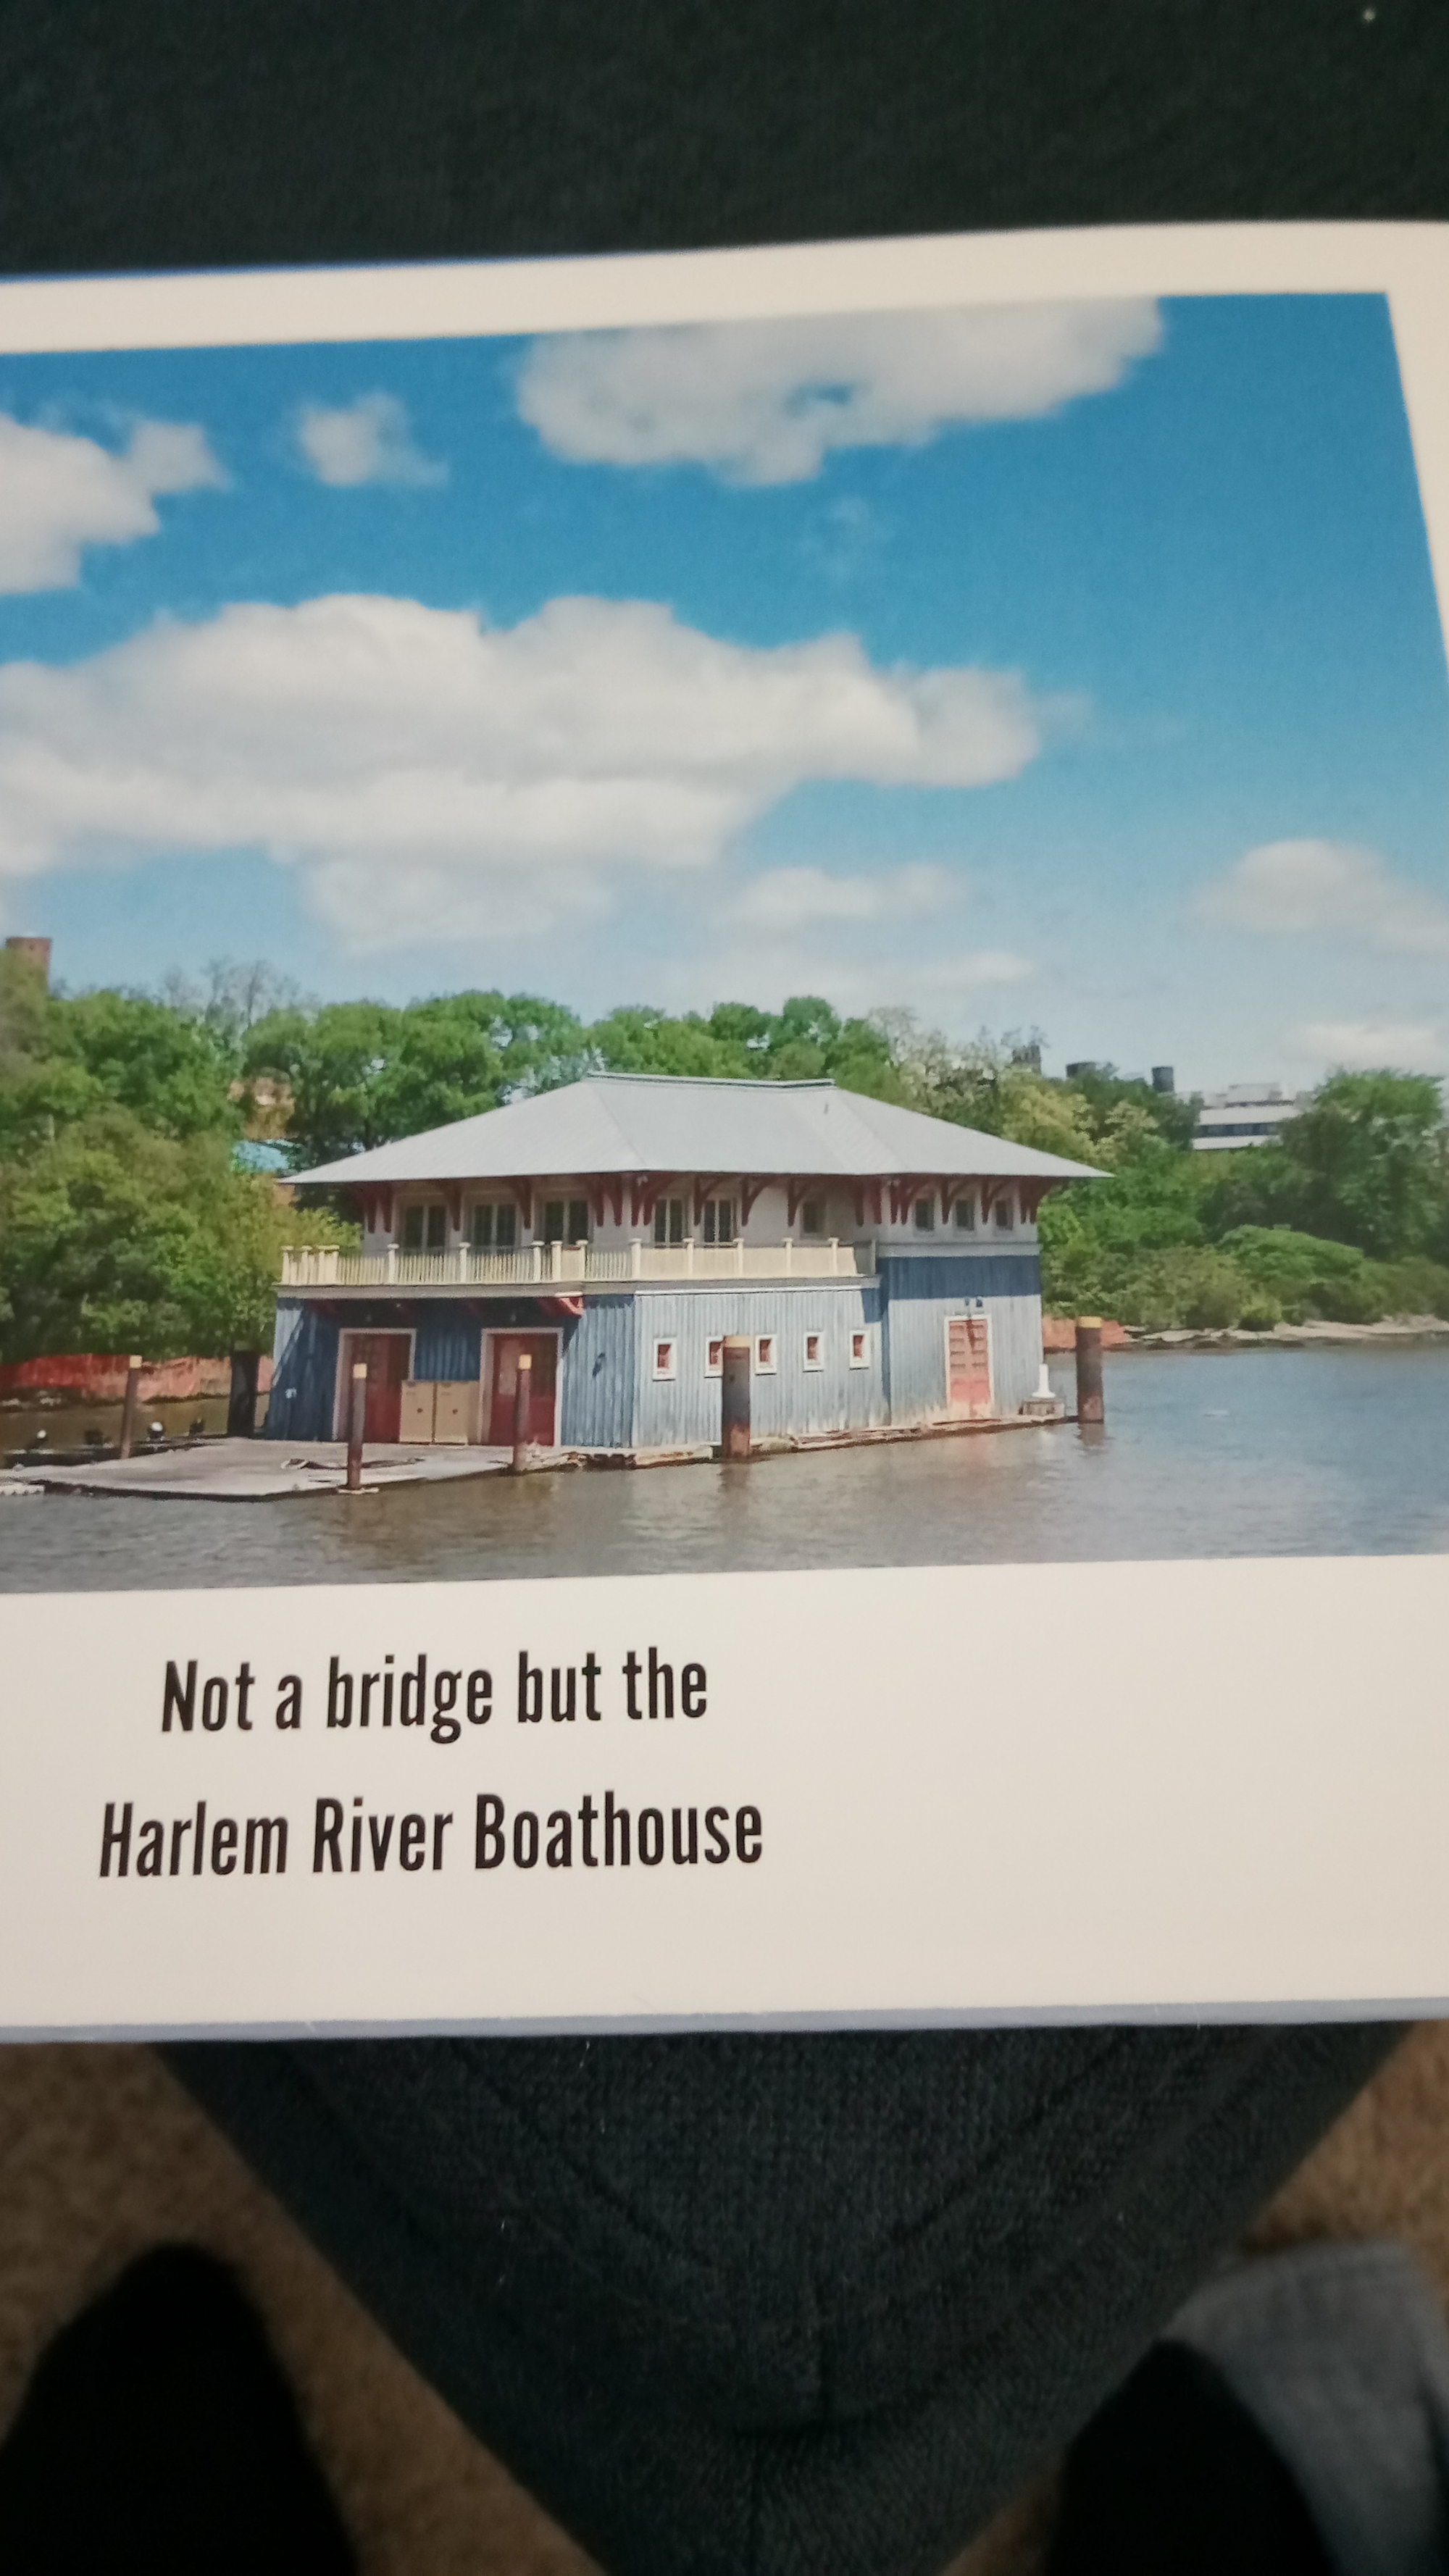 Not a bridge but the
Harlem River Boathouse